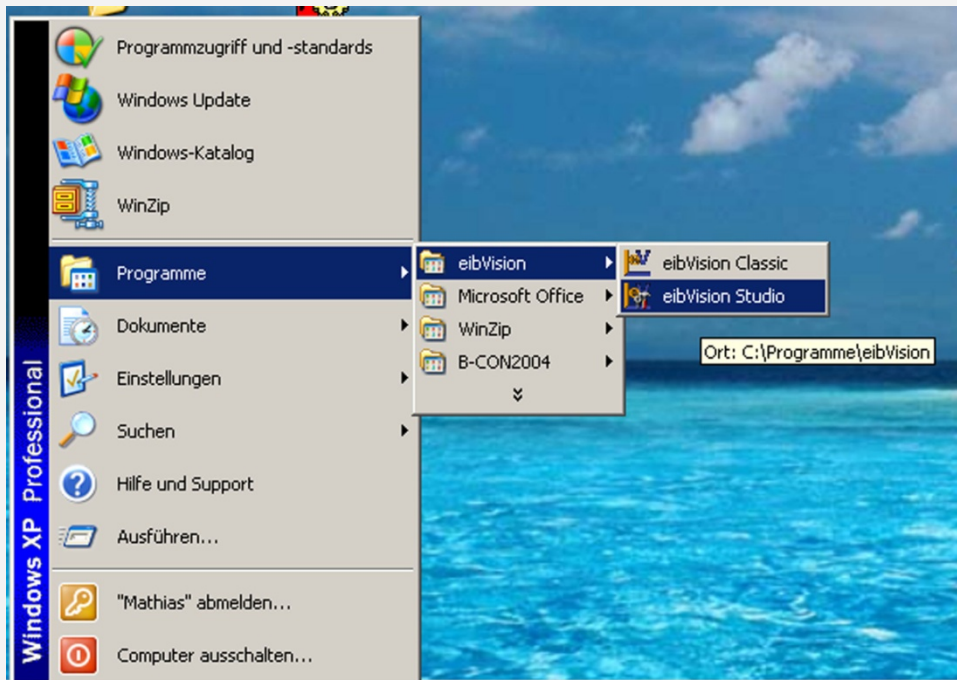 Programmzugriff und -standards
Windows Update
Windows-Katalog
WinZip
Programme
Dokumente
Einstellungen
Suchen
Hilfe und Support
Ausführen...
"Mathias" abmelden...
Computer ausschalten...
Windows XP Professional
eibVision
Microsoft Office
WinZip
B-CON2004
eibVision Classic
eibVision Studio
Ort: C:\Programme\eibVision